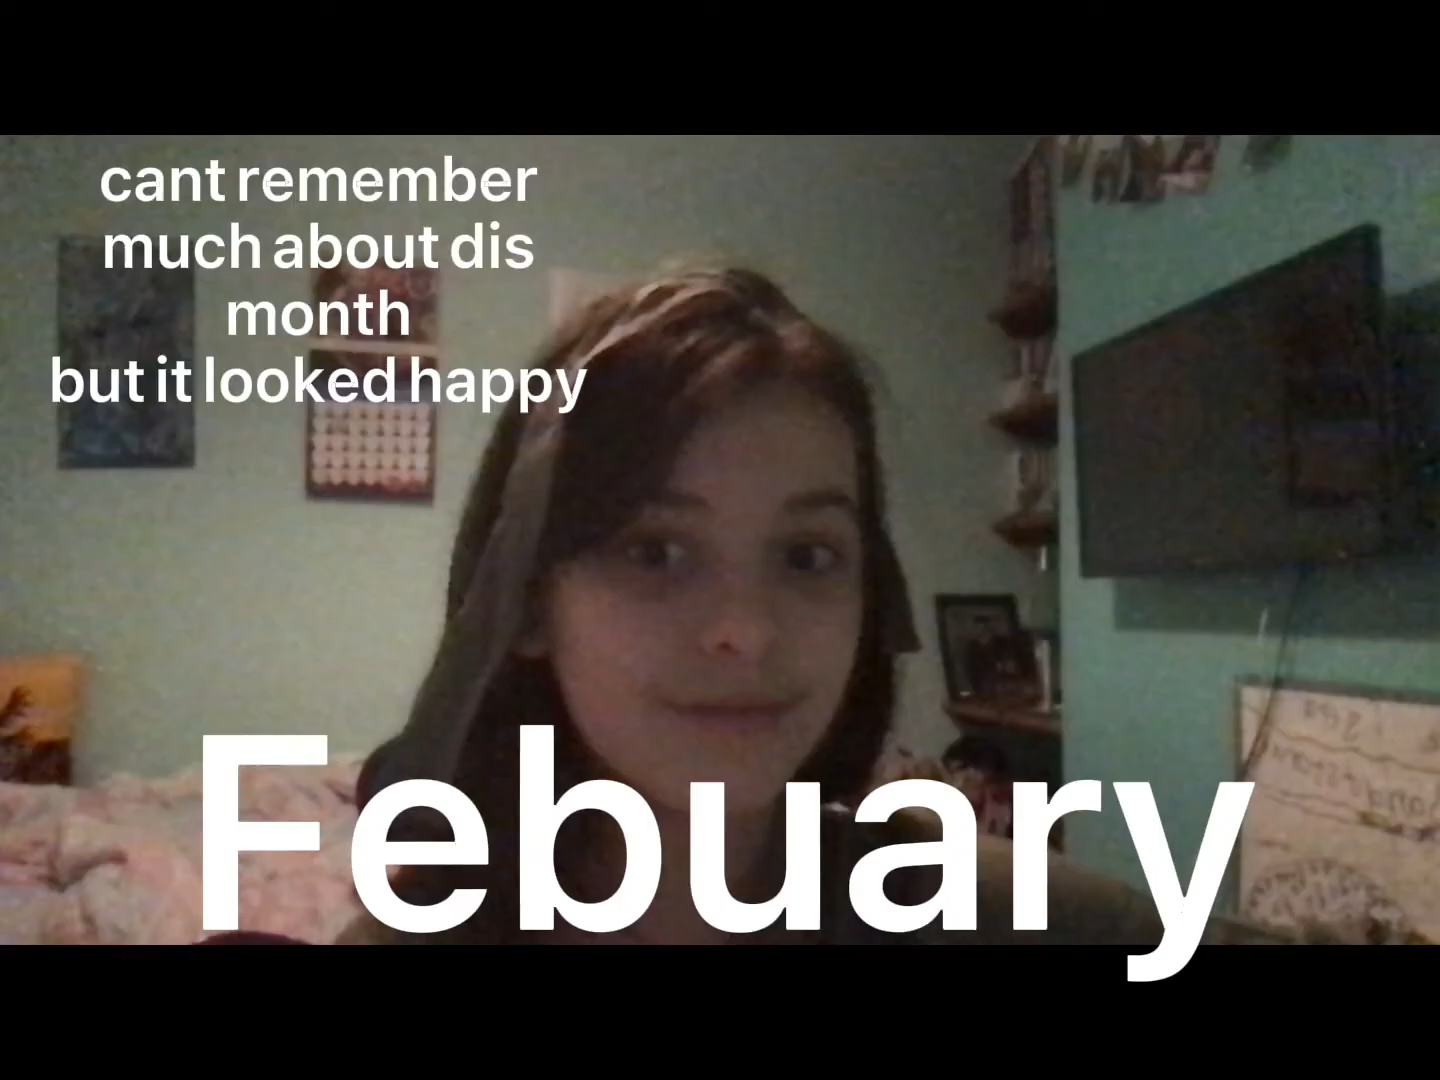 cant remember
much about dis
month
but it looked happy
Febuary